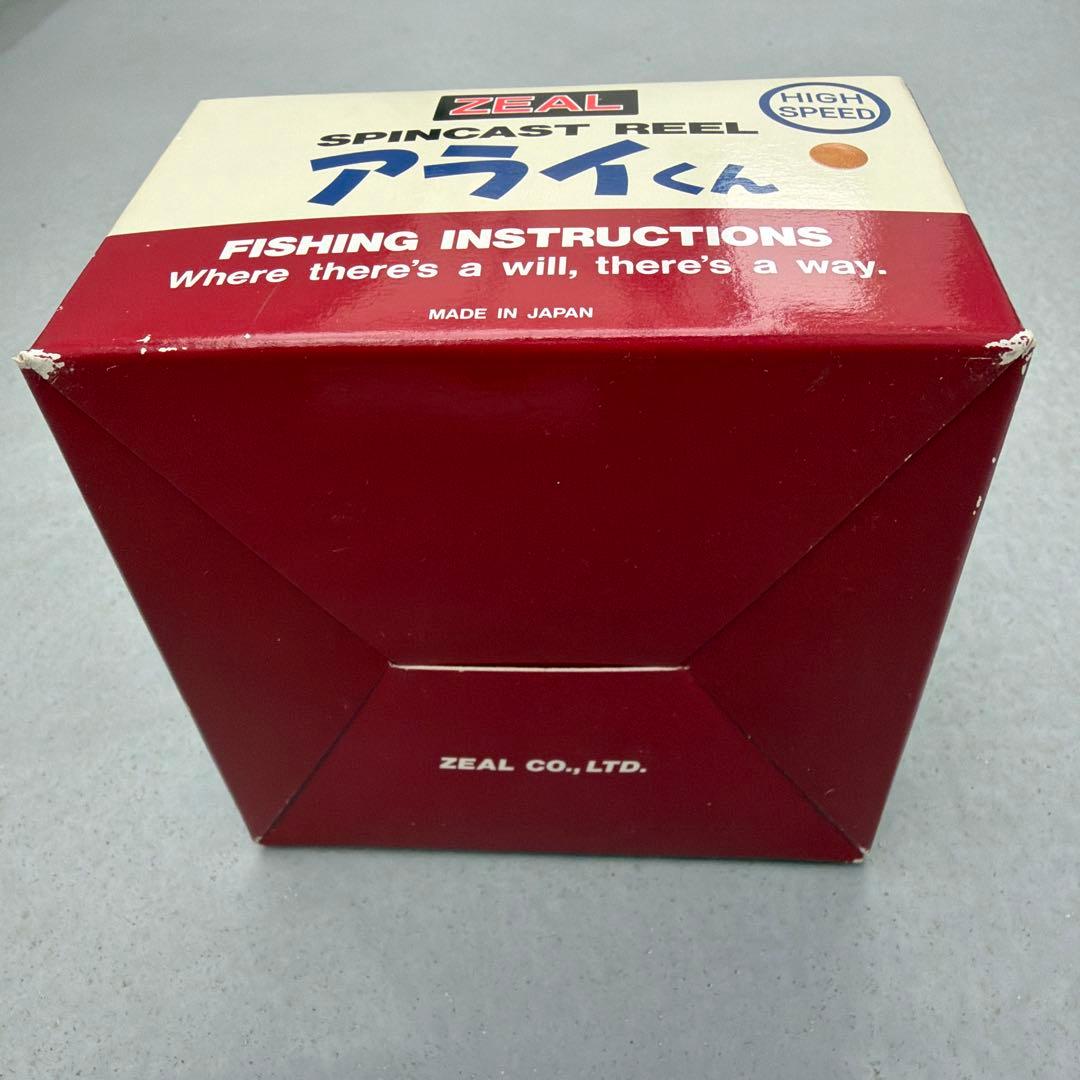 ZEAL
HIGH
SPEED
SPINCAST REEL
アライくん
FISHING INSTRUCTIONS
Where there's a will, there's a way.
MADE IN JAPAN
ZEAL CO., LTD.